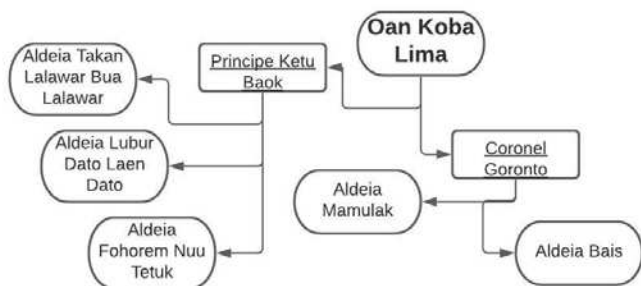 Oan Koba
Lima
Principe Ketu
Baok
Aldeia Takan
Lalawar Bua
Lalawar
Aldeia Lubur
Dato Laen
Dato
Aldeia
Fohorem Nuu
Tetuk
Coronel
Goronto
Aldeia
Mamulak
Aldeia Bais